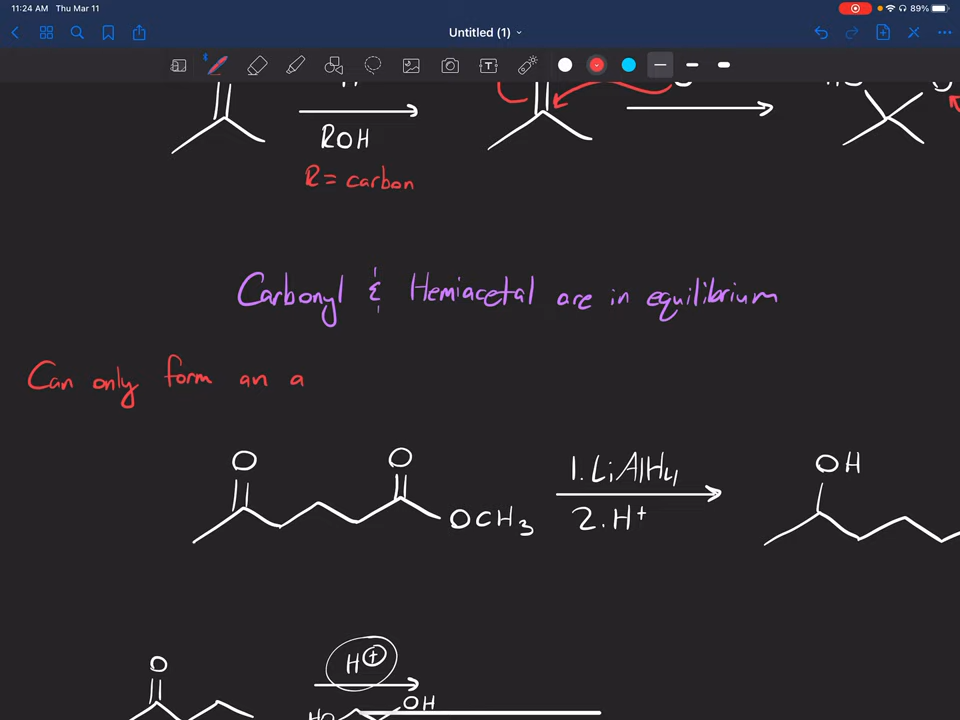 11:24 AM Thu Mar 11
89%
Untitled (1)
T
ROH
R = carbon
Carbonyl & Hemiacetal are in equilibrium
Can only form an a
O
O
OCH3
1. LiAlH4
2. H+
OH
O
H+
HO
OH